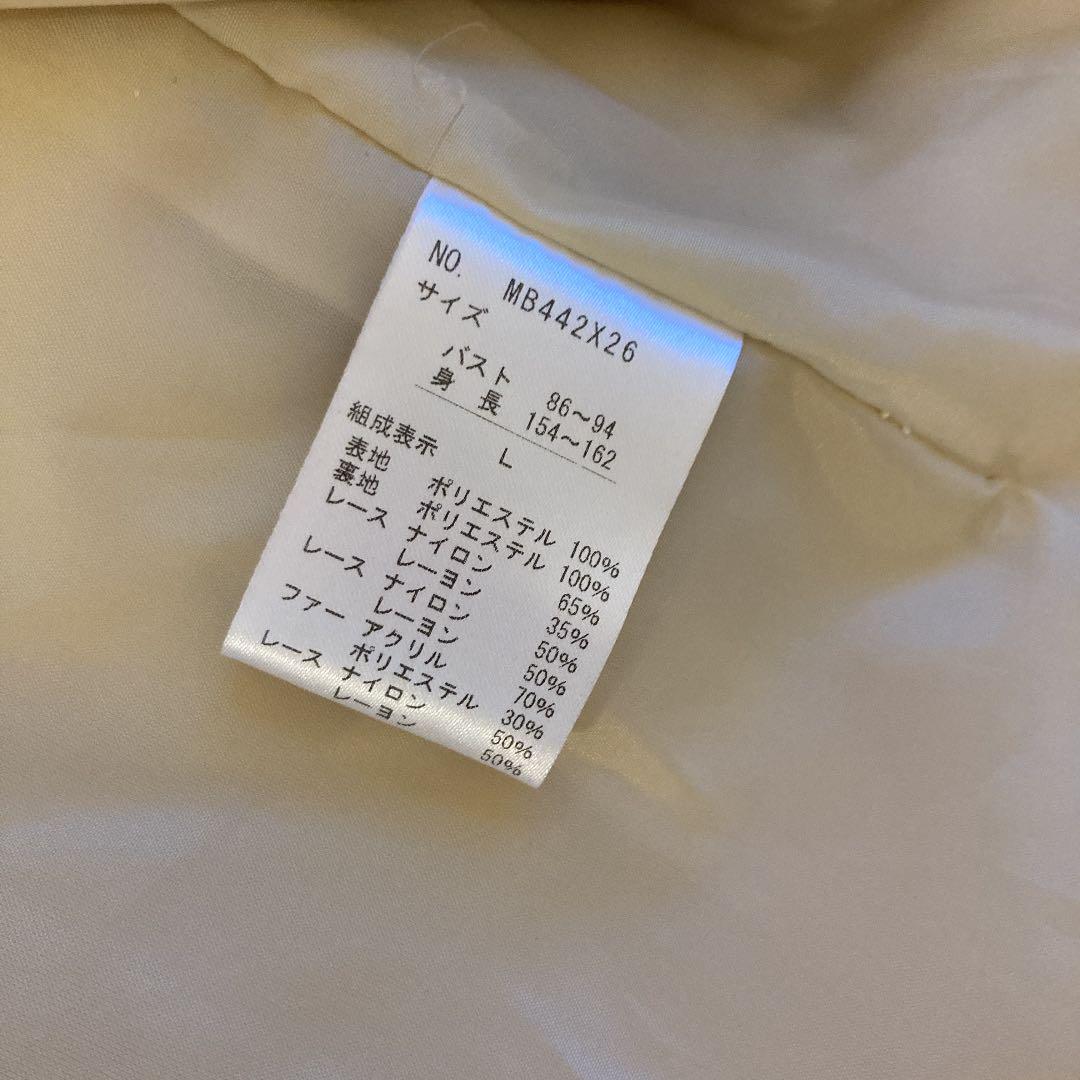 NO. MB442X26
サイズ
バスト 86～94
身長 154～162
L
組成表示
表地 ポリエステル 100%
裏地 ポリエステル 100%
レース ナイロン 65%
レーヨン 35%
レース ナイロン 50%
レーヨン 50%
ファー アクリル 70%
ポリエステル 30%
レース ナイロン 50%
レーヨン 50%